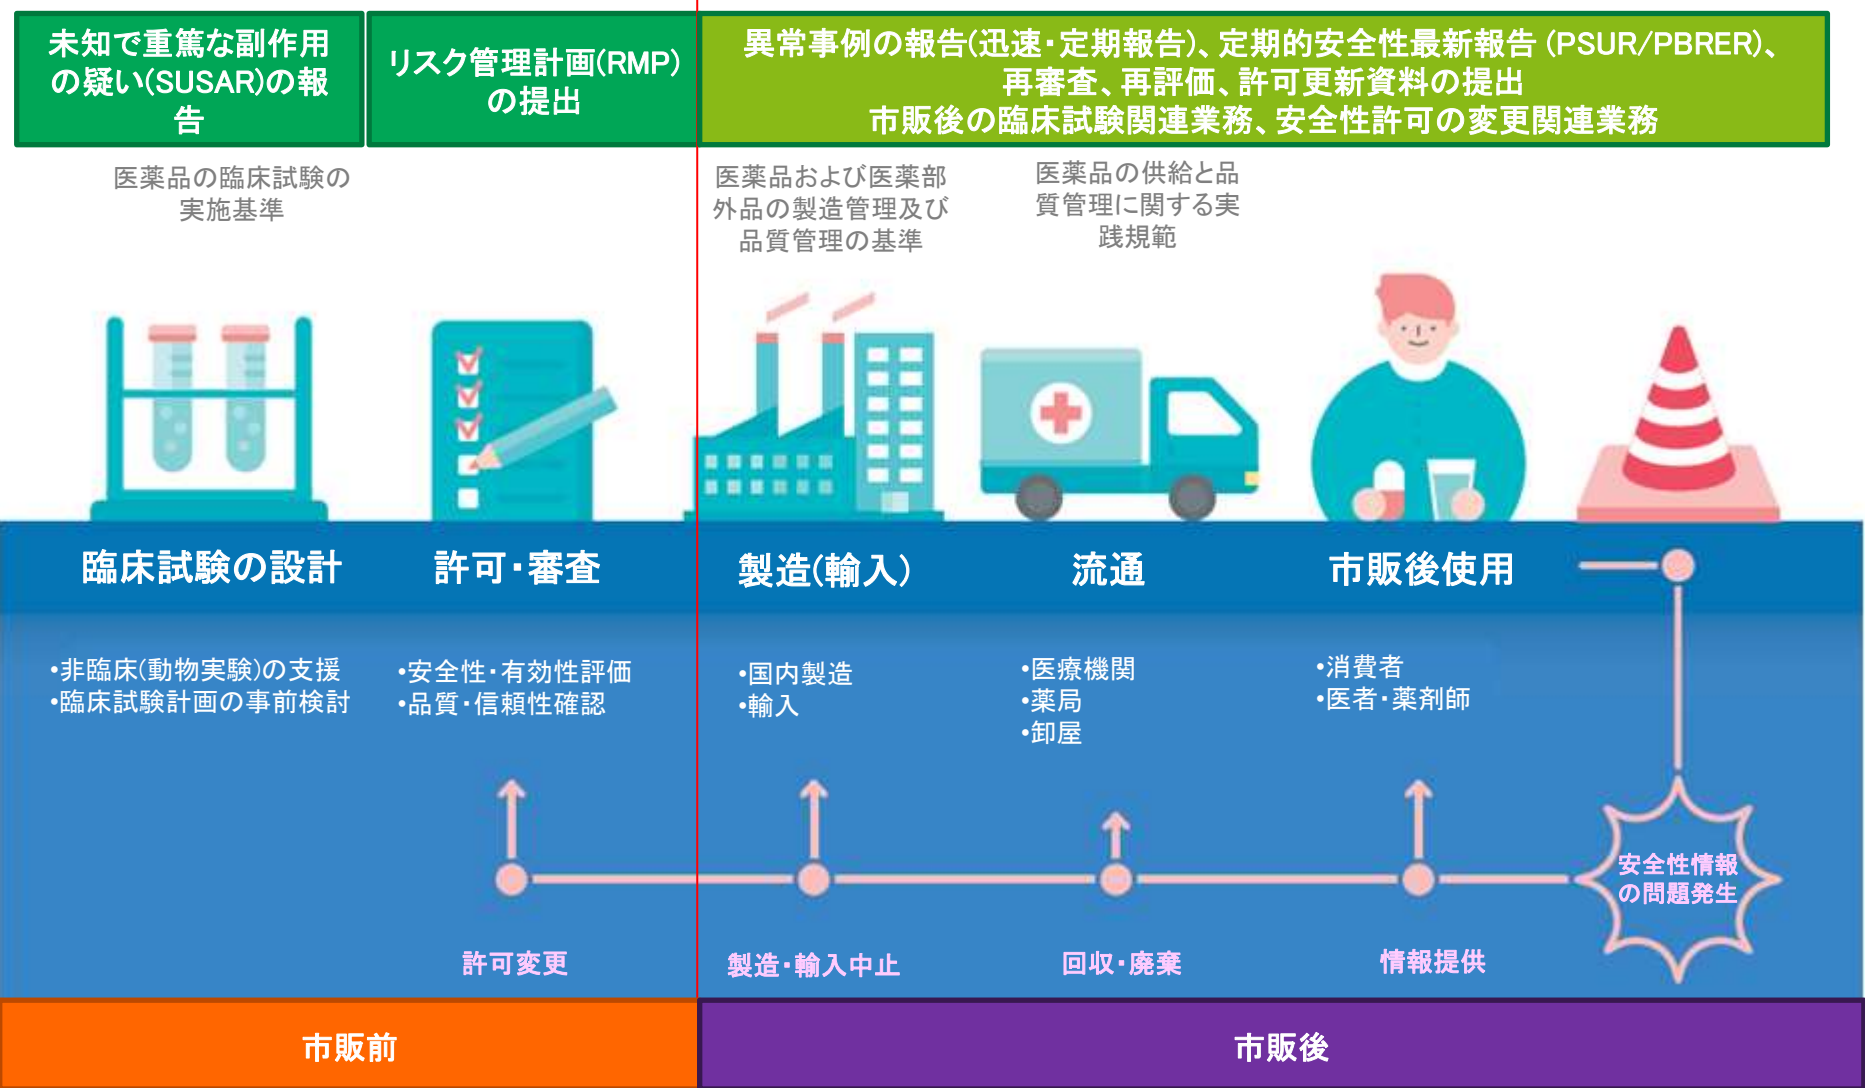 未知で重篤な副作用
の疑い(SUSAR)の報
告
リスク管理計画(RMP)
の提出
異常事例の報告(迅速・定期報告)、定期的安全性最新報告 (PSUR/PBRER)、
再審査、再評価、許可更新資料の提出
市販後の臨床試験関連業務、安全性許可の変更関連業務
医薬品の臨床試験の
実施基準
医薬品および医薬部
外品の製造管理及び
品質管理の基準
医薬品の供給と品
質管理に関する実
践規範
臨床試験の設計
許可・審査
製造(輸入)
流通
市販後使用
•非臨床(動物実験)の支援
•臨床試験計画の事前検討
•安全性・有効性評価
•品質・信頼性確認
•国内製造
•輸入
•医療機関
•薬局
•卸屋
•消費者
•医者・薬剤師
安全性情報
の問題発生
許可変更
製造・輸入中止
回収・廃棄
情報提供
市販前
市販後